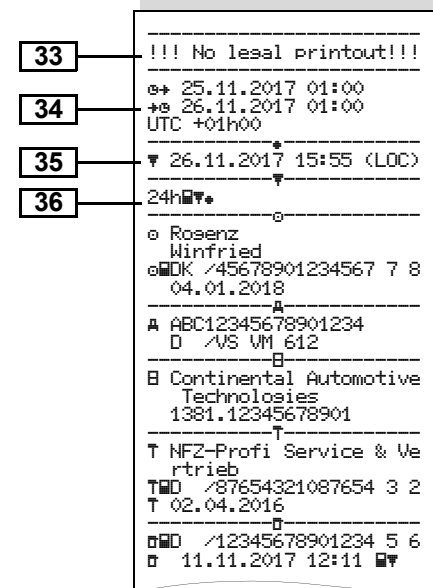 33
!!! No legal printout!!!
25.11.2017 01:00
34
26.11.2017 01:00
UTC +01h00
35
▼ 26.11.2017 15:55 (LOC)
36
24h▼
Rogenz
Winfried
DK /45678901234567 7 8
04.01.2018
A ABC12345678901234
D /VS VM 612
B Continental Automotive
Technologies
1381.12345678901
T NFZ-Profi Service & Ve
rtrieb
T D /87654321087654 3 2
T 02.04.2016
D /12345678901234 5 6
11.11.2017 12:11 ▼